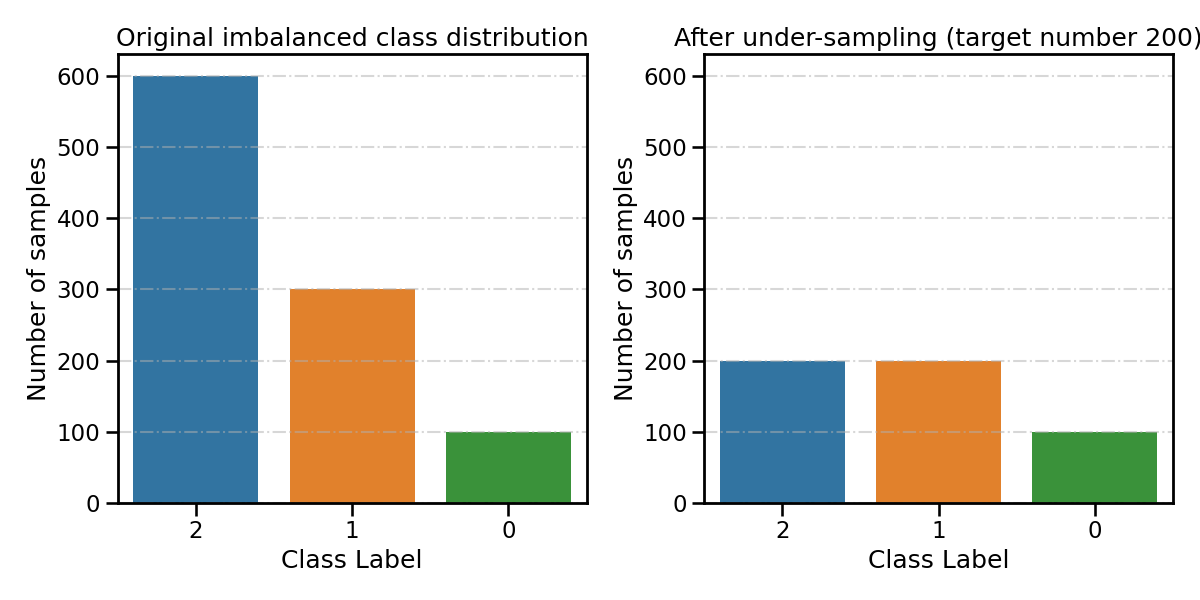 Original imbalanced class distribution
Number of samples
600
500
400
300
200
100
0
2 1 0
Class Label
After under-sampling (target number 200)
Number of samples
600
500
400
300
200
100
0
2 1 0
Class Label